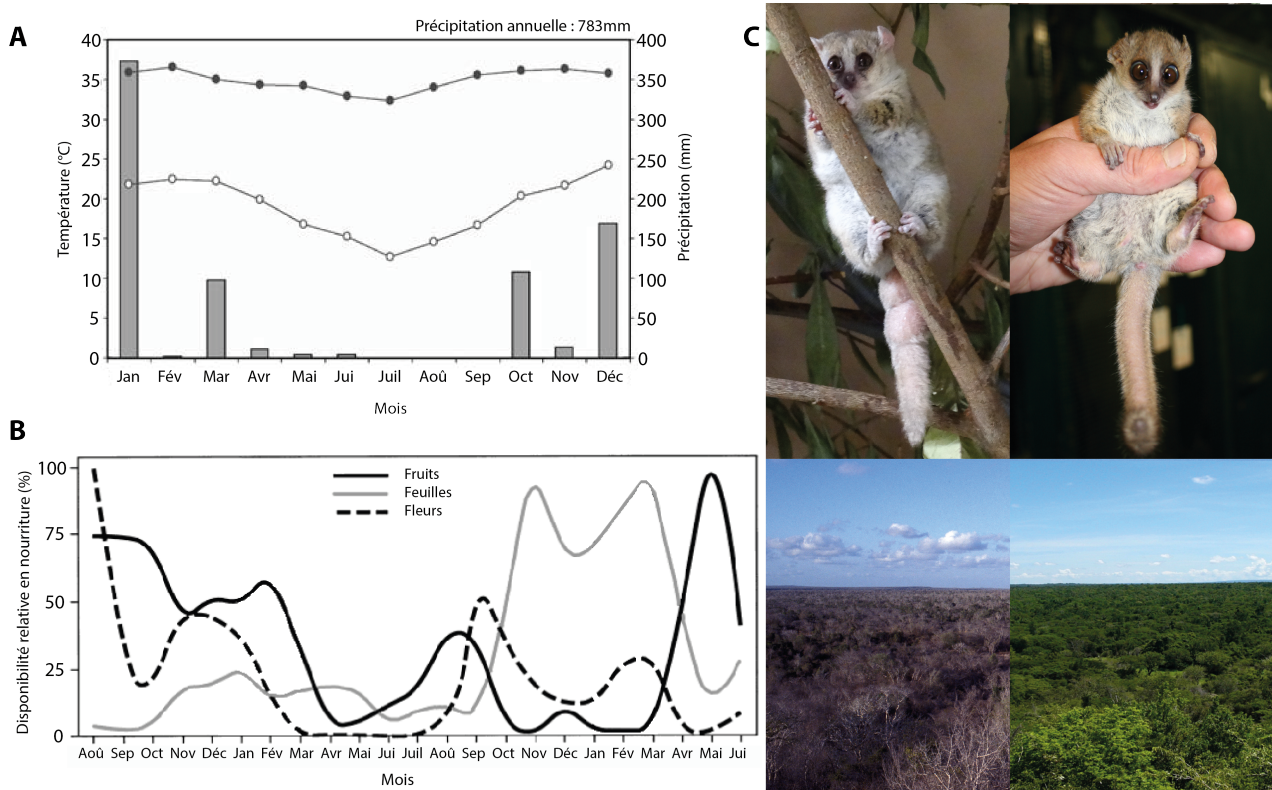 A
Précipitation annuelle : 783mm
C
40
35
30
25
20
15
10
5
0
Température (°C)
400
350
300
250
200
150
100
50
0
Précipitation (mm)
Jan Fév Mar Avr Mai Jui Juil Aoû Sep Oct Nov Déc
Mois
B
100
75
50
25
0
Disponibilité relative en nourriture (%)
Fruits
Feuilles
Fleurs
Aoû Sep Oct Nov Déc Jan Fév Mar Avr Mai Jui Juil Aoû Sep Oct Nov Déc Jan Fév Mar Avr Mai Jui
Mois